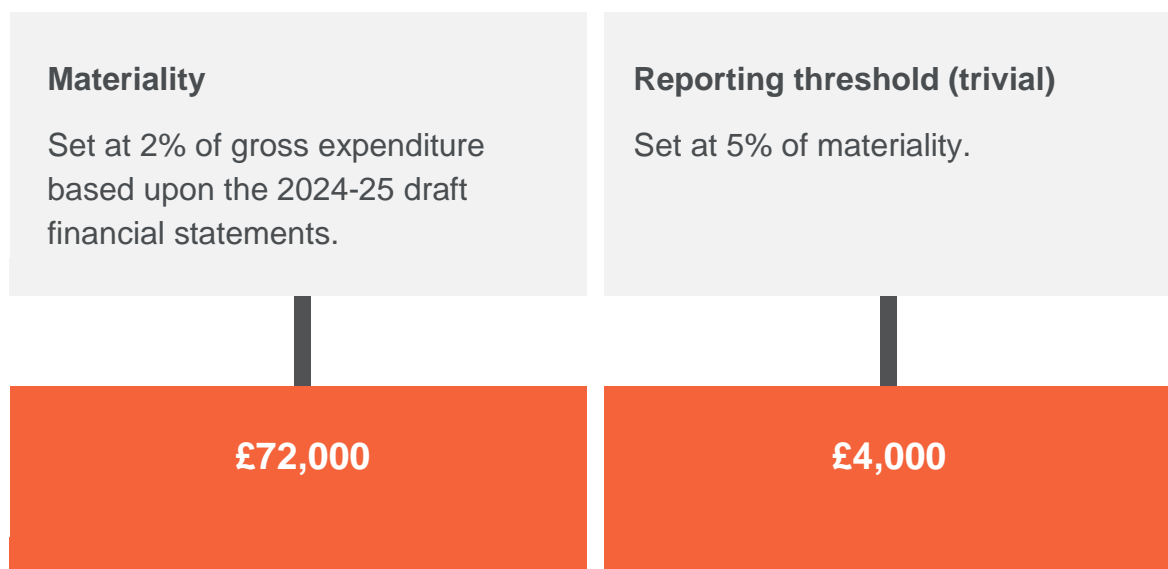 Materiality
Set at 2% of gross expenditure
based upon the 2024-25 draft
financial statements.
£72,000
Reporting threshold (trivial)
Set at 5% of materiality.
£4,000